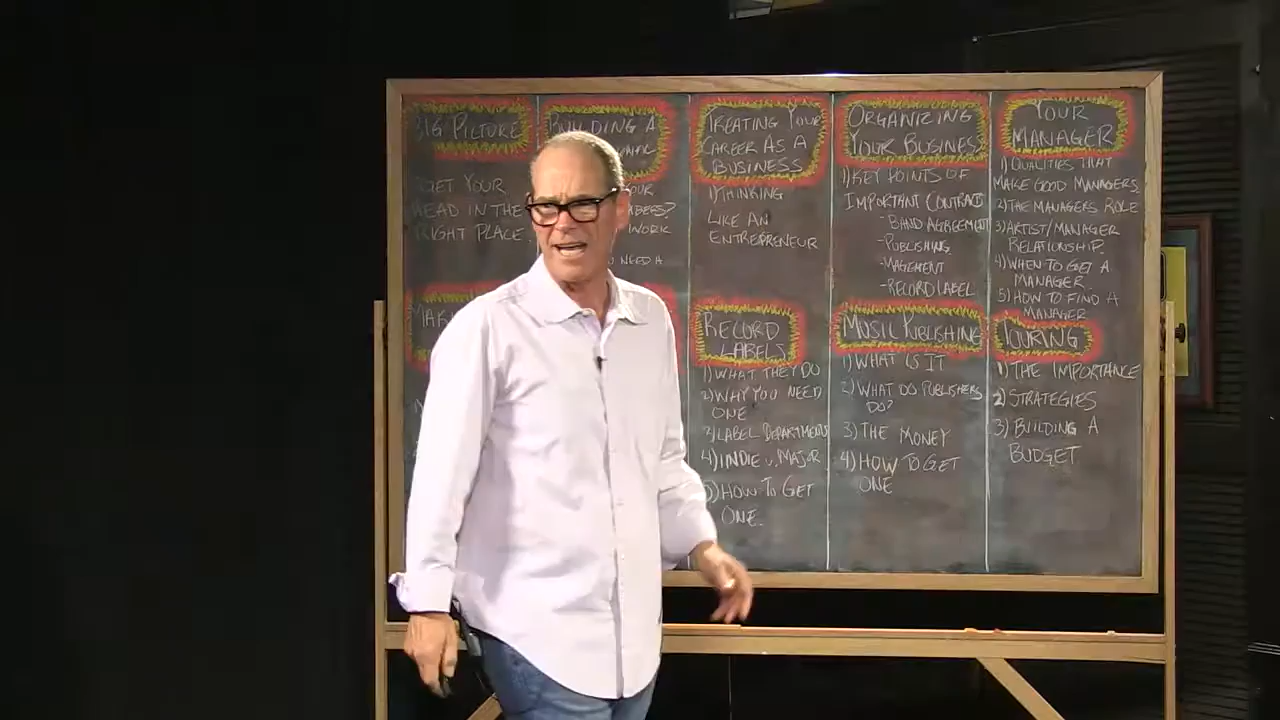 BIG PICTURE
GET YOUR
HEAD IN THE
RIGHT PLACE.
BUILDING A
WORK
NEED A
TREATING YOUR
CAREER AS A
BUSINESS
1) THINKING
LIKE AN
ENTREPRENEUR
ORGANIZING
YOUR BUSINES
1) KEY POINTS OF
IMPORTANT CONTRACT
- BAND AGREEMENT
- PUBLISHING
- MAGEMENT
- RECORD LABEL
YOUR
MANAGER
1) QUALITIES THAT
MAKE GOOD MANAGERS
2) THE MANAGERS ROLE
3) ARTIST/MANAGER
RELATIONSHIP.
4) WHEN TO GET A
MANAGER.
5) HOW TO FIND A
MANAGER
RECORD
LABELS
1) WHAT THEY DO
2) WHY YOU NEED
ONE
3) LABEL DEPARTMENTS
4) INDIE v. MAJOR
5) HOW TO GET
ONE.
MUSIC PUBLISHING
1) WHAT IS IT
2) WHAT DO PUBLISHERS
DO?
3) THE MONEY
4) HOW TO GET
ONE
TOURING
1) THE IMPORTANCE
2) STRATEGIES
3) BUILDING A
BUDGET